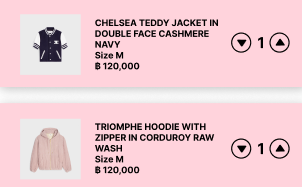 CHELSEA TEDDY JACKET IN
DOUBLE FACE CASHMERE
NAVY
Size M
฿ 120,000
1
TRIOMPHE HOODIE WITH
ZIPPER IN CORDUROY RAW
WASH
Size M
฿ 120,000
1